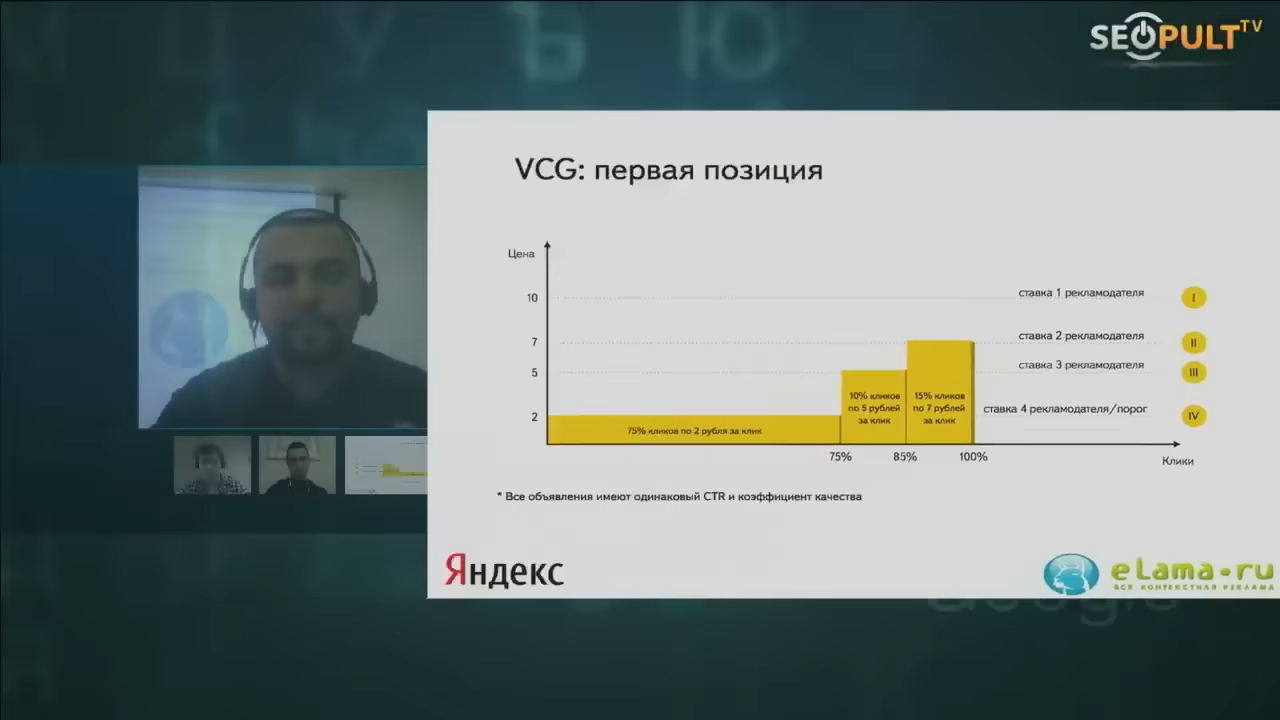 SEOPULT TV
VCG: первая позиция
Цена
10
7
5
2
ставка 1 рекламодателя
I
ставка 2 рекламодателя
II
ставка 3 рекламодателя
III
ставка 4 рекламодателя/порог
IV
75% кликов по 2 рубля за клик
10% кликов
по 5 рублей
за клик
15% кликов
по 7 рублей
за клик
75%
85%
100%
Клики
* Все объявления имеют одинаковый CTR и коэффициент качества
Яндекс
eLama·ru
ВСЯ КОНТЕКСТНАЯ РЕКЛАМА